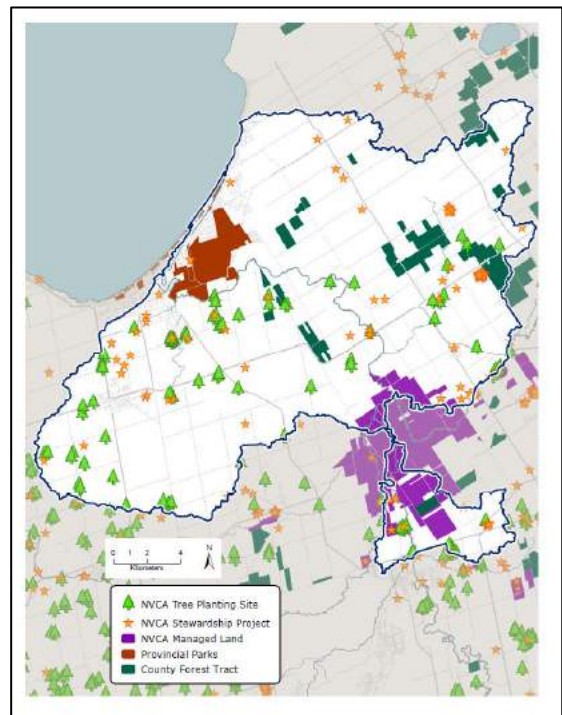 0 1 2 4
Kilometers
N
NVCA Tree Planting Site
NVCA Stewardship Project
NVCA Managed Land
Provincial Parks
County Forest Tract